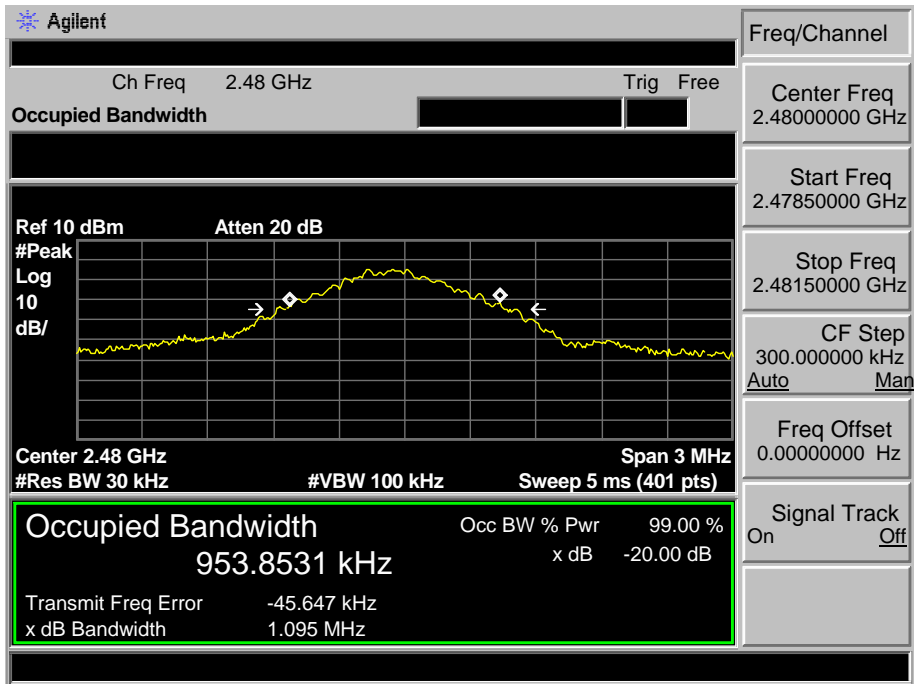 Agilent
Freq/Channel
Ch Freq 2.48 GHz Trig Free
Occupied Bandwidth
Center Freq
2.48000000 GHz
Start Freq
2.47850000 GHz
Stop Freq
2.48150000 GHz
CF Step
300.000000 kHz
Auto Man
Freq Offset
0.00000000 Hz
Signal Track
On Off
Ref 10 dBm Atten 20 dB
#Peak
Log
10
dB/
Center 2.48 GHz Span 3 MHz
#Res BW 30 kHz #VBW 100 kHz Sweep 5 ms (401 pts)
Occupied Bandwidth Occ BW % Pwr 99.00 %
953.8531 kHz x dB -20.00 dB
Transmit Freq Error -45.647 kHz
x dB Bandwidth 1.095 MHz